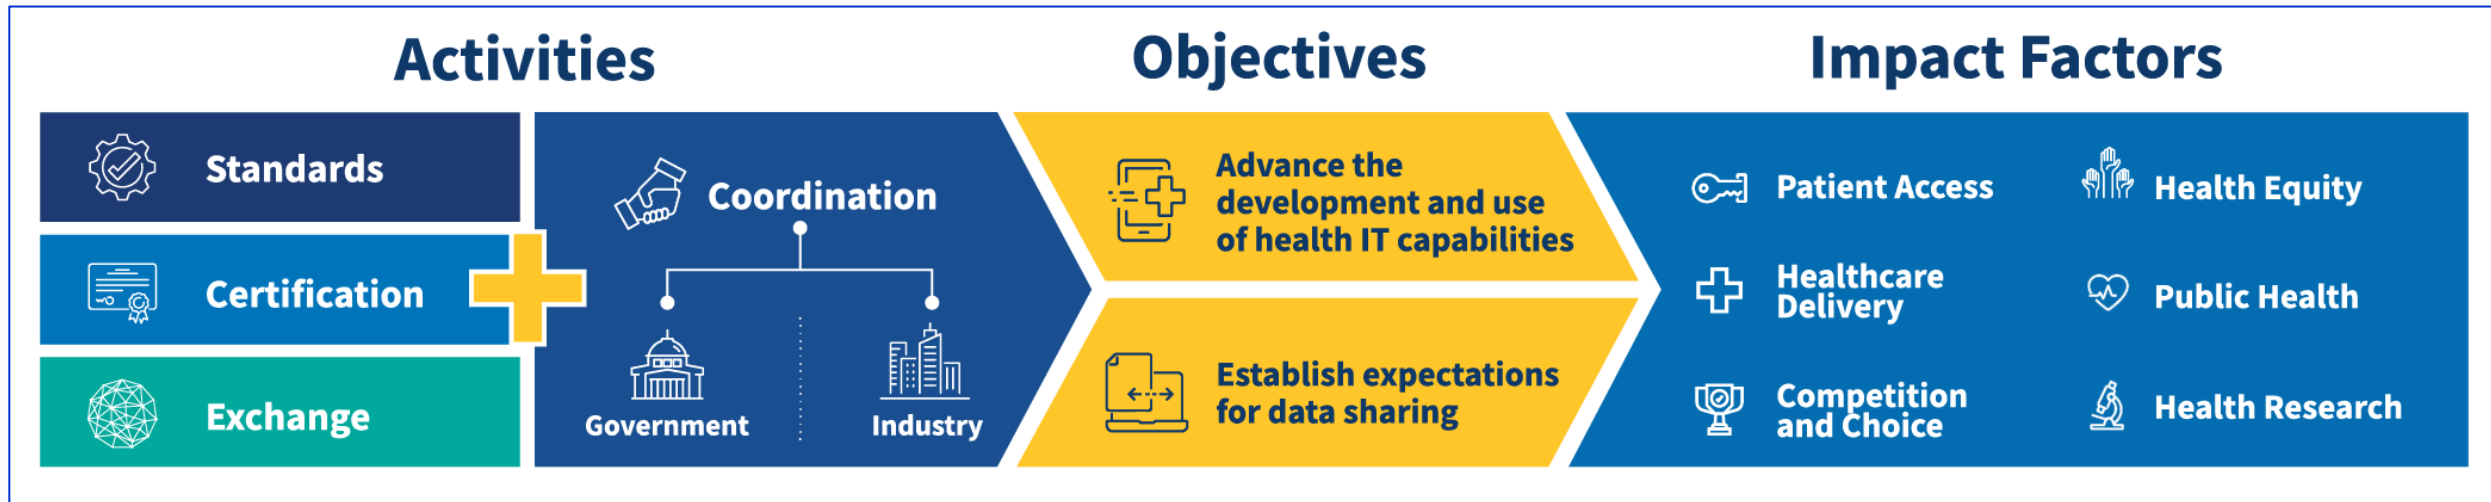 Activities
Standards
Certification
Exchange
Coordination
Government
Industry
Objectives
Advance the
development and use
of health IT capabilities
Establish expectations
for data sharing
Impact Factors
Patient Access
Healthcare
Delivery
Competition
and Choice
Health Equity
Public Health
Health Research